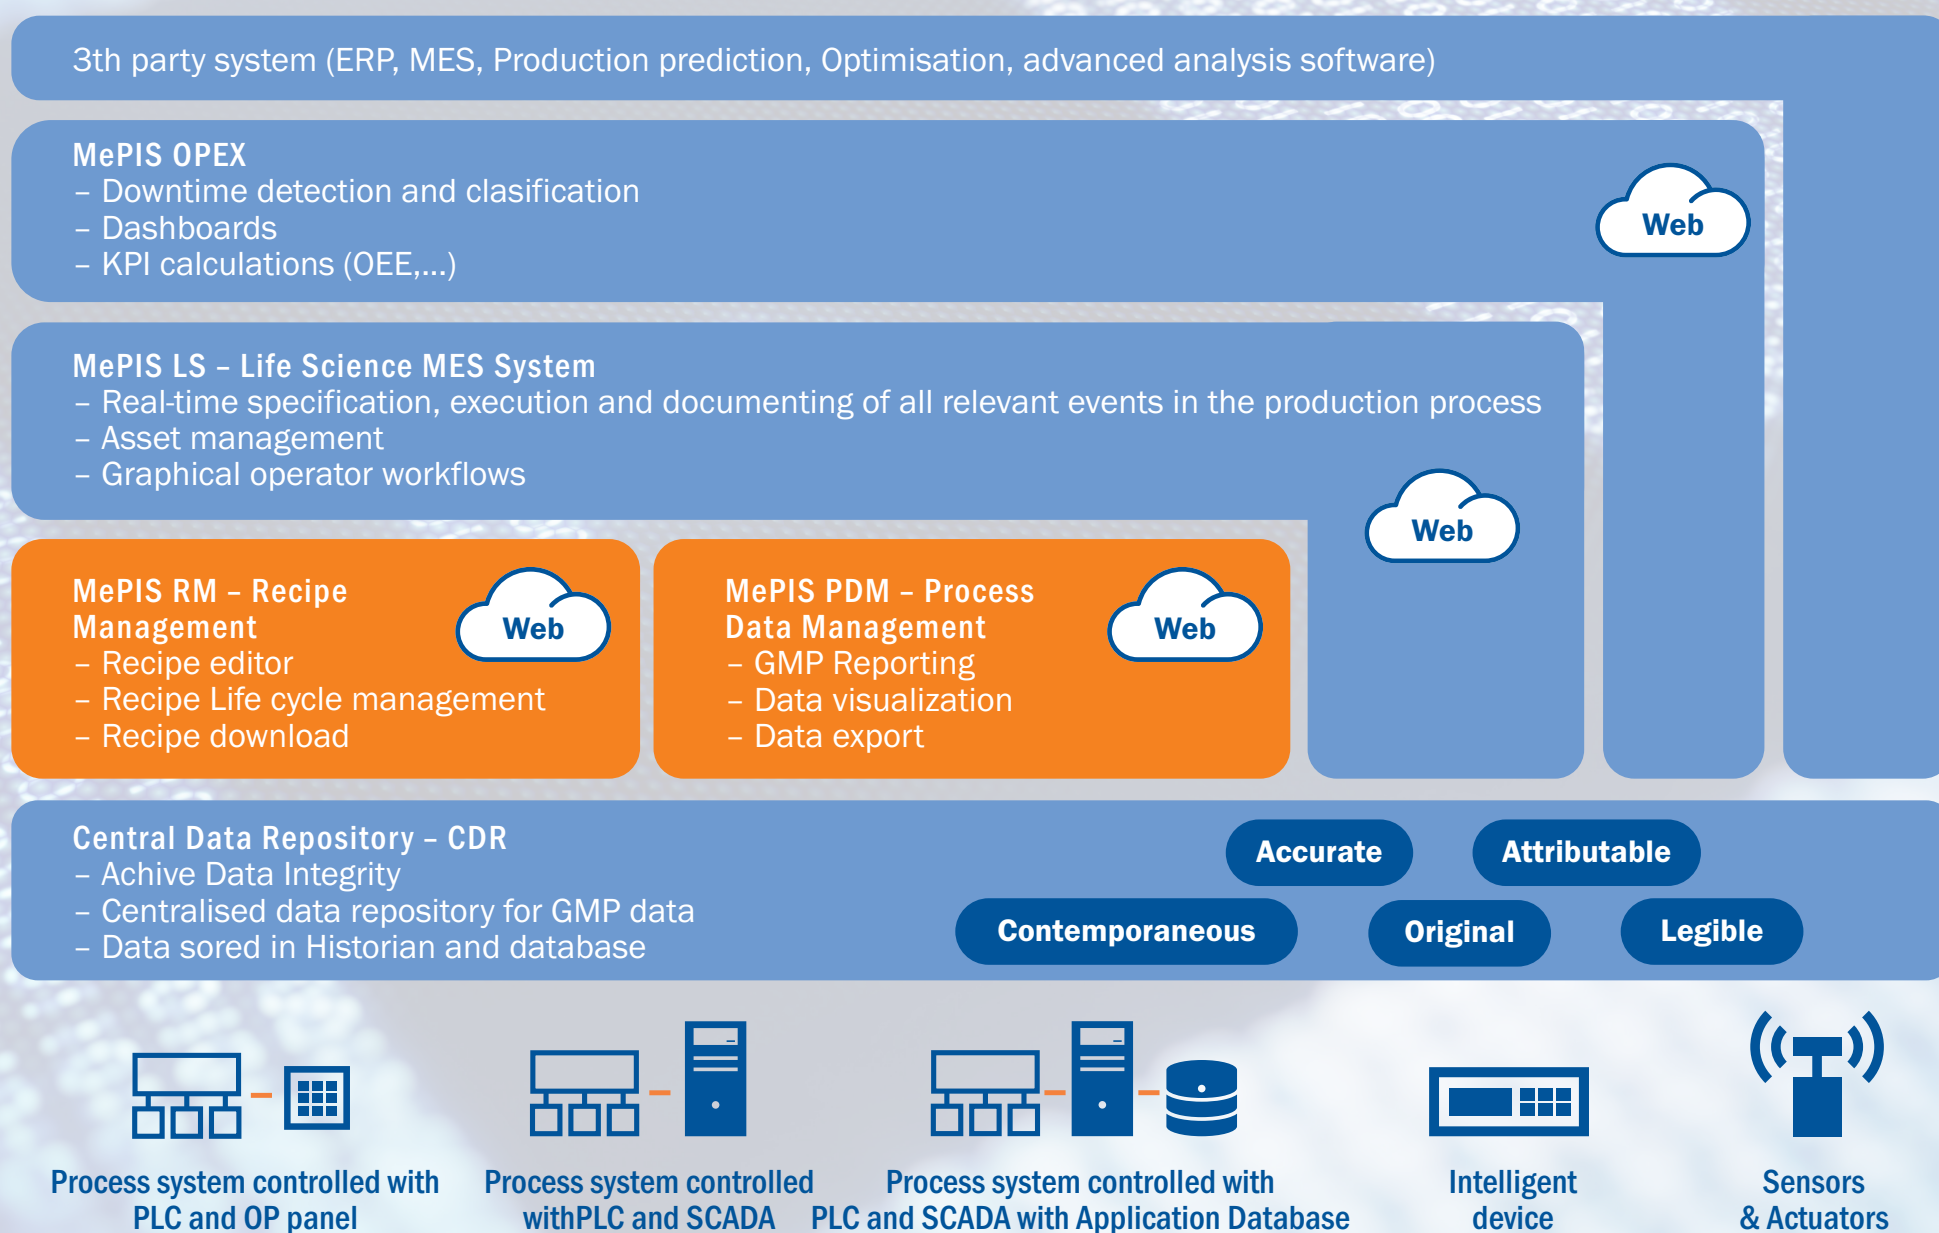 3th party system (ERP, MES, Production prediction, Optimisation, advanced analysis software)
MePIS OPEX
– Downtime detection and clasification
– Dashboards
– KPI calculations (OEE,...)
Web
MePIS LS – Life Science MES System
– Real-time specification, execution and documenting of all relevant events in the production process
– Asset management
– Graphical operator workflows
Web
MePIS RM – Recipe
Management
– Recipe editor
– Recipe Life cycle management
– Recipe download
Web
MePIS PDM – Process
Data Management
– GMP Reporting
– Data visualization
– Data export
Web
Central Data Repository – CDR
– Achive Data Integrity
– Centralised data repository for GMP data
– Data sored in Historian and database
Accurate
Attributable
Contemporaneous
Original
Legible
Process system controlled with
PLC and OP panel
Process system controlled
withPLC and SCADA
Process system controlled with
PLC and SCADA with Application Database
Intelligent
device
Sensors
& Actuators